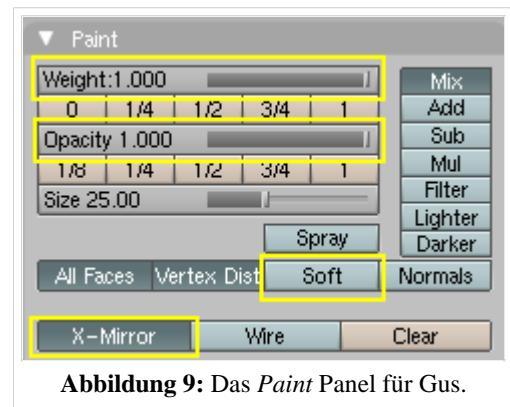 Paint
Weight:1.000
Mix
0 1/4 1/2 3/4 1
Add
Opacity 1.000
Sub
1/8 1/4 1/2 3/4 1
Mul
Size 25.00
Filter
Lighter
Spray
Darker
All Faces Vertex Dist Soft Normals
X-Mirror Wire Clear
Abbildung 9: Das Paint Panel für Gus.